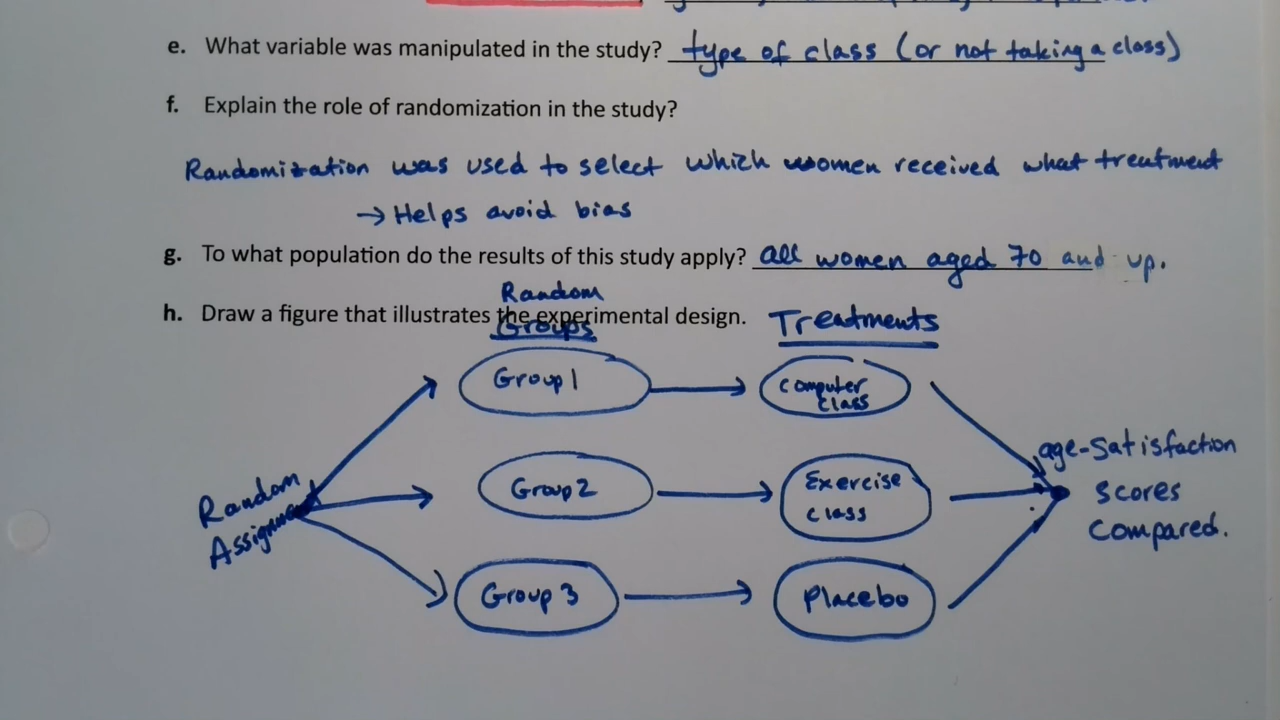 e. What variable was manipulated in the study? type of class (or not taking a class)
f. Explain the role of randomization in the study?
Randomization was used to select which women received what treatment
→ Helps avoid bias
g. To what population do the results of this study apply? all women aged 70 and up.
h. Draw a figure that illustrates the experimental design.
Random
Groups
Treatments
Random
Assignment
Group 1
Computer
class
Group 2
Exercise
class
Group 3
Placebo
age-satisfaction
scores
compared.